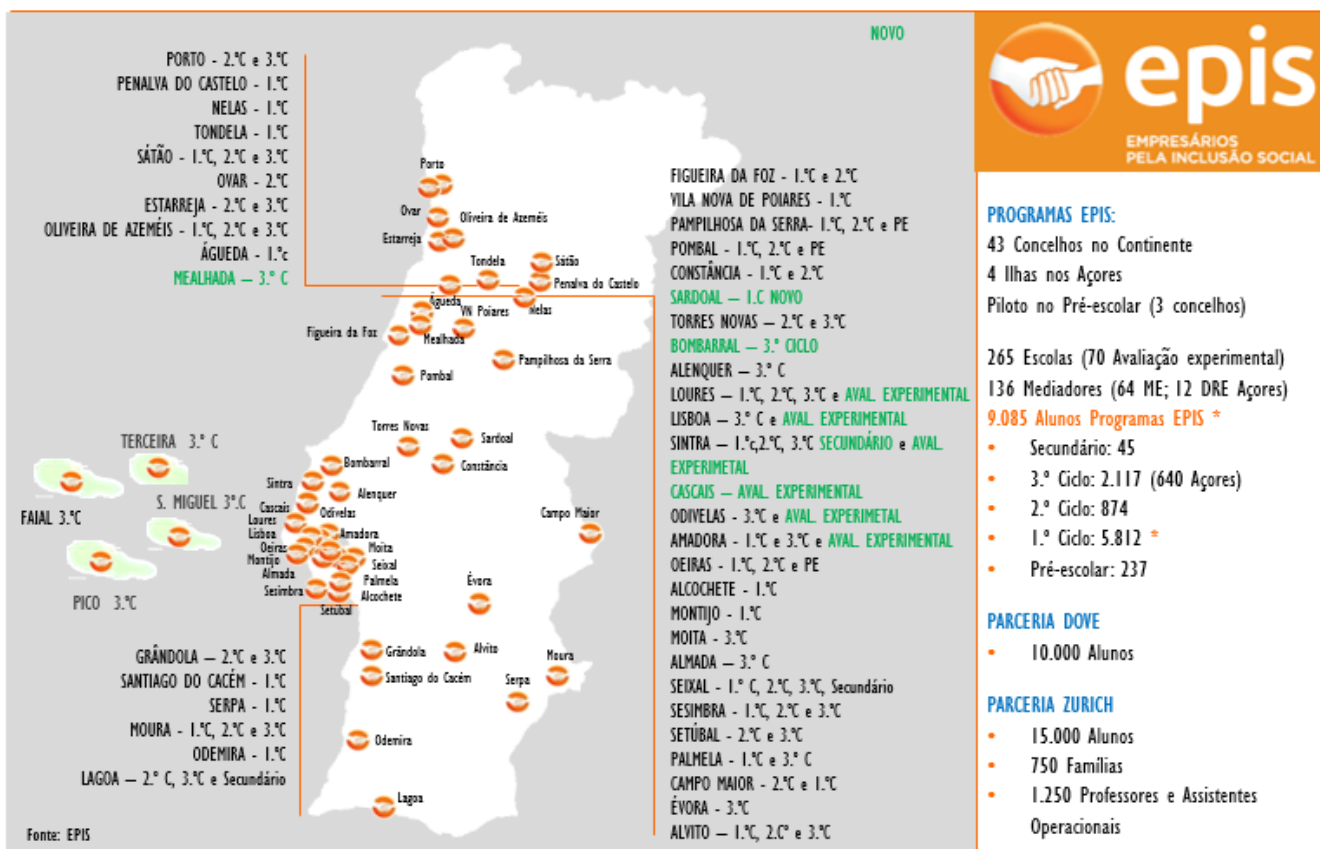 NOVO
PORTO - 2.ºC e 3.ºC
PENALVA DO CASTELO - 1.ºC
NELAS - 1.ºC
TONDELA - 1.ºC
SÁTÃO - 1.ºC, 2.ºC e 3.ºC
OVAR - 2.ºC
ESTARREJA - 2.ºC e 3.ºC
OLIVEIRA DE AZEMÉIS - 1.ºC, 2.ºC e 3.ºC
ÁGUEDA - 1.ºc
MEALHADA – 3.º C
Porto
Ovar
Oliveira de Azeméis
Estarreja
Tondela
Sátão
Penalva do Castelo
Águeda
VN Poiares
Nelas
Figueira da Foz
Mealhada
Pampilhosa da Serra
Pombal
Torres Novas
Sardoal
Bombarral
Constância
Sintra
Alenquer
Cascais
Odivelas
Campo Maior
Loures
Lisboa
Amadora
Oeiras
Moita
Montijo
Seixal
Almada
Palmela
Sesimbra
Alcochete
Setúbal
Évora
Grândola
Alvito
Moura
Santiago do Cacém
Serpa
Odemira
Lagoa
TERCEIRA 3.º C
S. MIGUEL 3º.C
FAIAL 3.ºC
PICO 3.ºC
GRÂNDOLA – 2.ºC e 3.ºC
SANTIAGO DO CACÉM - 1.ºC
SERPA - 1.ºC
MOURA - 1.ºC, 2.ºC e 3.ºC
ODEMIRA - 1.ºC
LAGOA – 2.º C, 3.ºC e Secundário
Fonte: EPIS
FIGUEIRA DA FOZ - 1.ºC e 2.ºC
VILA NOVA DE POIARES - 1.ºC
PAMPILHOSA DA SERRA- 1.ºC, 2.ºC e PE
POMBAL - 1.ºC, 2.ºC e PE
CONSTÂNCIA - 1.ºC e 2.ºC
SARDOAL – 1.C NOVO
TORRES NOVAS – 2.ºC e 3.ºC
BOMBARRAL – 3.º CICLO
ALENQUER – 3.º C
LOURES – 1.ºC, 2.ºC, 3.ºC e AVAL. EXPERIMENTAL
LISBOA – 3.º C e AVAL. EXPERIMENTAL
SINTRA – 1.ºc,2.ºC, 3.ºC SECUNDÁRIO e AVAL.
EXPERIMETAL
CASCAIS – AVAL. EXPERIMENTAL
ODIVELAS - 3.ºC e AVAL. EXPERIMETAL
AMADORA - 1.ºC e 3.ºC e AVAL. EXPERIMENTAL
OEIRAS - 1.ºC, 2.ºC e PE
ALCOCHETE - 1.ºC
MONTIJO - 1.ºC
MOITA - 3.ºC
ALMADA – 3.º C
SEIXAL - 1.º C, 2.ºC, 3.ºC, Secundário
SESIMBRA - 1.ºC, 2.ºC e 3.ºC
SETÚBAL - 2.ºC e 3.ºC
PALMELA - 1.ºC e 3.º C
CAMPO MAIOR - 2.ºC e 1.ºC
ÉVORA - 3.ºC
ALVITO – 1.ºC, 2.Cº e 3.ºC
epis
EMPRESÁRIOS
PELA INCLUSÃO SOCIAL
PROGRAMAS EPIS:
43 Concelhos no Continente
4 Ilhas nos Açores
Piloto no Pré-escolar (3 concelhos)
265 Escolas (70 Avaliação experimental)
136 Mediadores (64 ME; 12 DRE Açores)
9.085 Alunos Programas EPIS *
• Secundário: 45
• 3.º Ciclo: 2.117 (640 Açores)
• 2.º Ciclo: 874
• 1.º Ciclo: 5.812 *
• Pré-escolar: 237
PARCERIA DOVE
• 10.000 Alunos
PARCERIA ZURICH
• 15.000 Alunos
• 750 Famílias
• 1.250 Professores e Assistentes
Operacionais